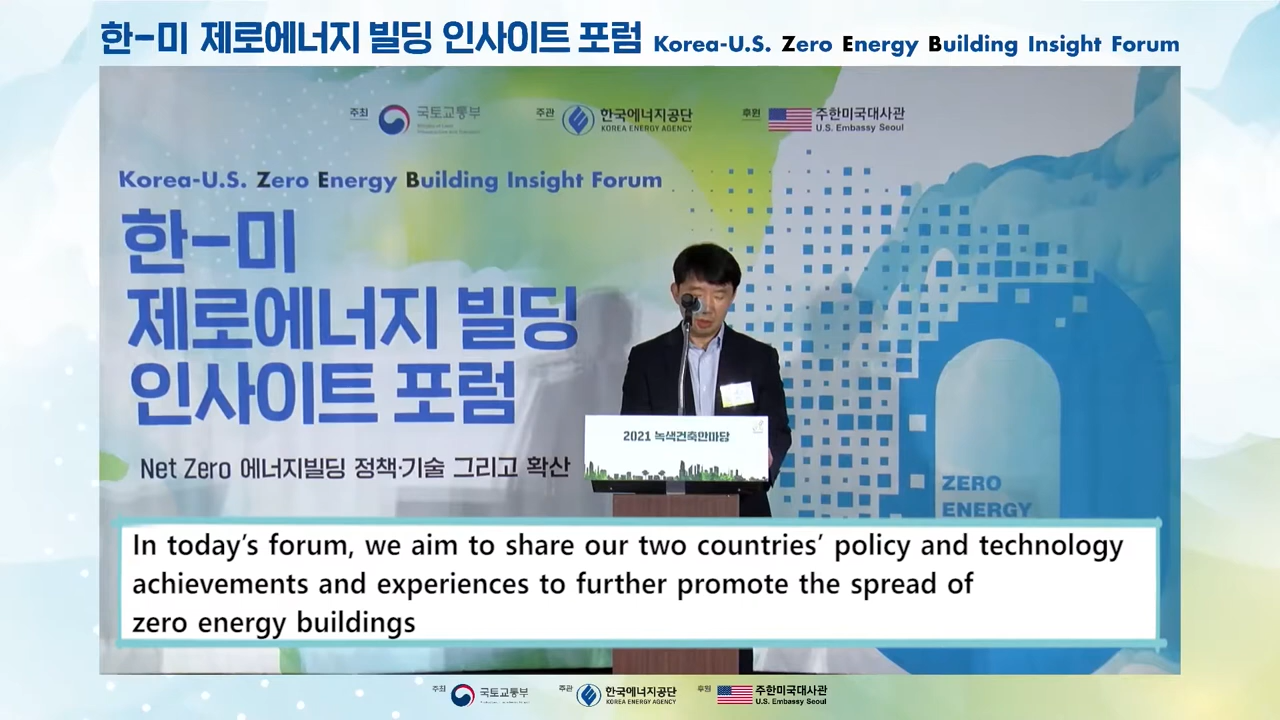 한-미 제로에너지 빌딩 인사이트 포럼 Korea-U.S. Zero Energy Building Insight Forum
주최 국토교통부 주관 한국에너지공단 KOREA ENERGY AGENCY 후원 주한미국대사관 U.S. Embassy Seoul
Korea-U.S. Zero Energy Building Insight Forum
한-미
제로에너지 빌딩
인사이트 포럼
Net Zero 에너지빌딩 정책·기술 그리고 확산
2021 녹색건축한마당
ZERO
ENERGY
In today's forum, we aim to share our two countries' policy and technology
achievements and experiences to further promote the spread of
zero energy buildings
주최 국토교통부 주관 한국에너지공단 KOREA ENERGY AGENCY 후원 주한미국대사관 U.S. Embassy Seoul